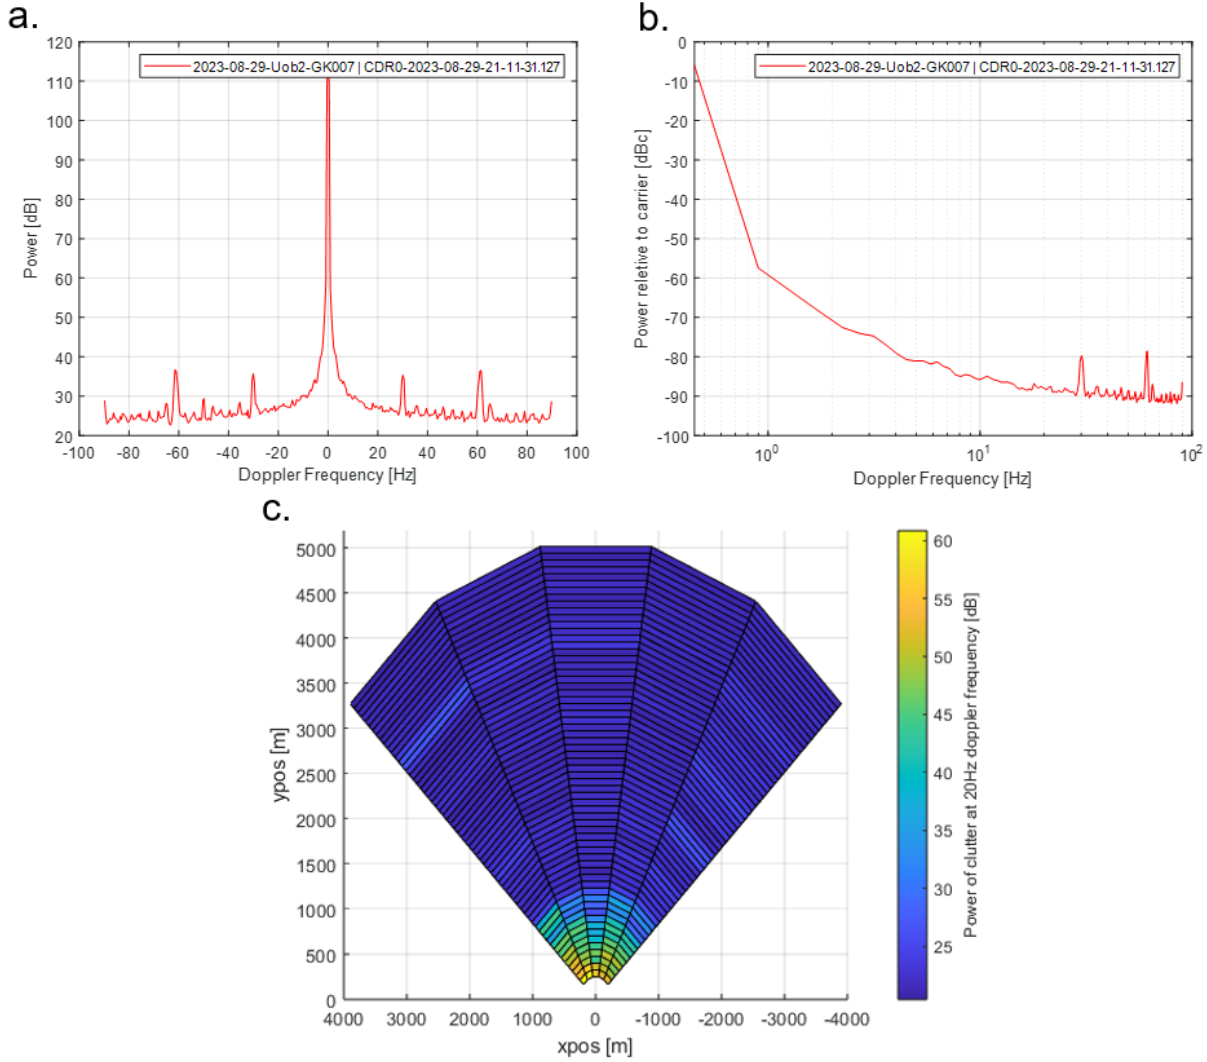 a.
120
110
100
90
80
70
60
50
40
30
20
Power [dB]
2023-08-29-Uob2-GK007 | CDR0-2023-08-29-21-11-31.127
-100 -80 -60 -40 -20 0 20 40 60 80 100
Doppler Frequency [Hz]
b.
0
-10
-20
-30
-40
-50
-60
-70
-80
-90
-100
Power reletive to carrier [dBc]
2023-08-29-Uob2-GK007 | CDR0-2023-08-29-21-11-31.127
10^0 10^1 10^2
Doppler Frequency [Hz]
c.
5000
4500
4000
3500
3000
2500
2000
1500
1000
500
0
ypos [m]
4000 3000 2000 1000 0 -1000 -2000 -3000 -4000
xpos [m]
60
55
50
45
40
35
30
25
Power of clutter at 20Hz doppler frequency [dB]